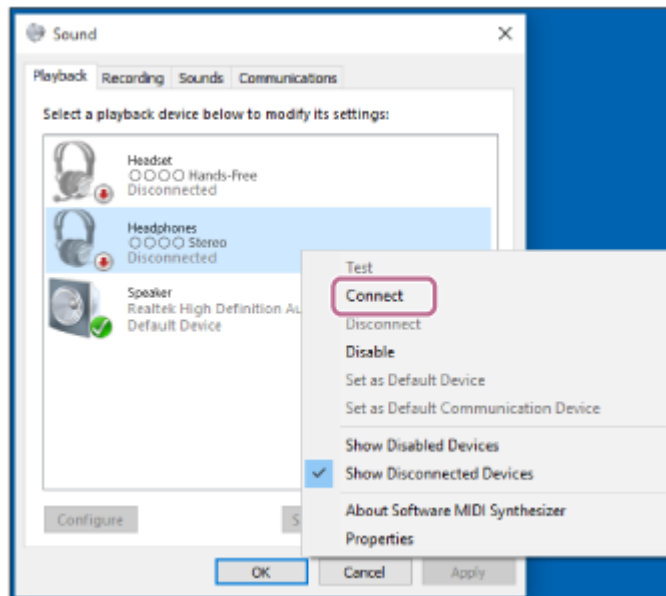 Sound
Playback Recording Sounds Communications
Select a playback device below to modify its settings:
Headset
○○○○ Hands-Free
Disconnected
Headphones
○○○○ Stereo
Disconnected
Speaker
Realtek High Definition
Default Device
Test
Connect
Disconnect
Disable
Set as Default Device
Set as Default Communication Device
Show Disabled Devices
Show Disconnected Devices
About Software MIDI Synthesizer
Properties
Configure
OK Cancel Apply